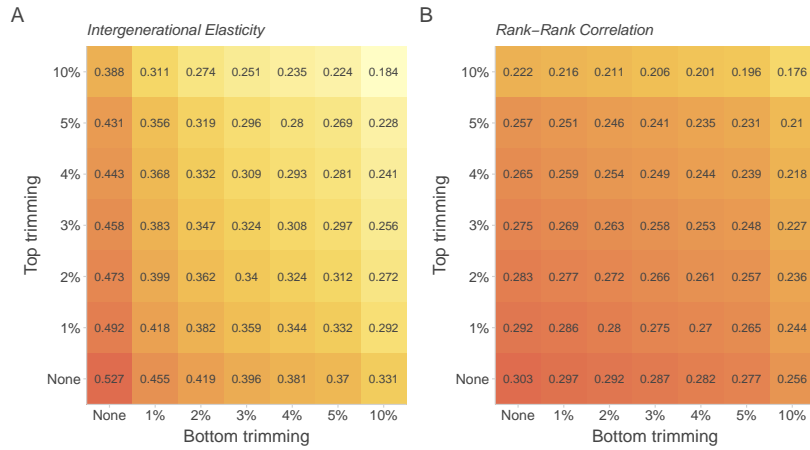 A
Intergenerational Elasticity
10% 0.388 0.311 0.274 0.251 0.235 0.224 0.184
5% 0.431 0.356 0.319 0.296 0.28 0.269 0.228
4% 0.443 0.368 0.332 0.309 0.293 0.281 0.241
3% 0.458 0.383 0.347 0.324 0.308 0.297 0.256
2% 0.473 0.399 0.362 0.34 0.324 0.312 0.272
1% 0.492 0.418 0.382 0.359 0.344 0.332 0.292
None 0.527 0.455 0.419 0.396 0.381 0.37 0.331
None 1% 2% 3% 4% 5% 10%
Bottom trimming
Top trimming
B
Rank−Rank Correlation
10% 0.222 0.216 0.211 0.206 0.201 0.196 0.176
5% 0.257 0.251 0.246 0.241 0.235 0.231 0.21
4% 0.265 0.259 0.254 0.249 0.244 0.239 0.218
3% 0.275 0.269 0.263 0.258 0.253 0.248 0.227
2% 0.283 0.277 0.272 0.266 0.261 0.257 0.236
1% 0.292 0.286 0.28 0.275 0.27 0.265 0.244
None 0.303 0.297 0.292 0.287 0.282 0.277 0.256
None 1% 2% 3% 4% 5% 10%
Bottom trimming
Top trimming